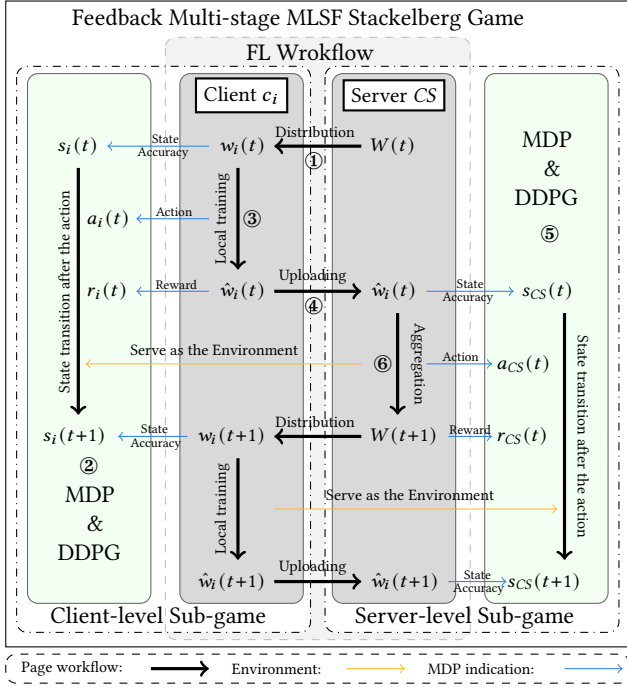 Feedback Multi-stage MLSF Stackelberg Game
FL Wrokflow
Client c_i
Server CS
s_i(t)
State
Accuracy
w_i(t)
Distribution
①
W(t)
MDP
&
DDPG
⑤
a_i(t)
Action
Local training
③
r_i(t)
Reward
ŵ_i(t)
Uploading
④
ŵ_i(t)
State
Accuracy
s_CS(t)
State transition after the action
Serve as the Environment
⑥
Aggregation
Action
a_CS(t)
State transition after the action
s_i(t+1)
State
Accuracy
w_i(t+1)
Distribution
W(t+1)
Reward
r_CS(t)
②
MDP
&
DDPG
Local training
Serve as the Environment
ŵ_i(t+1)
Uploading
ŵ_i(t+1)
State
Accuracy
s_CS(t+1)
Client-level Sub-game
Server-level Sub-game
Page workflow:
Environment:
MDP indication: